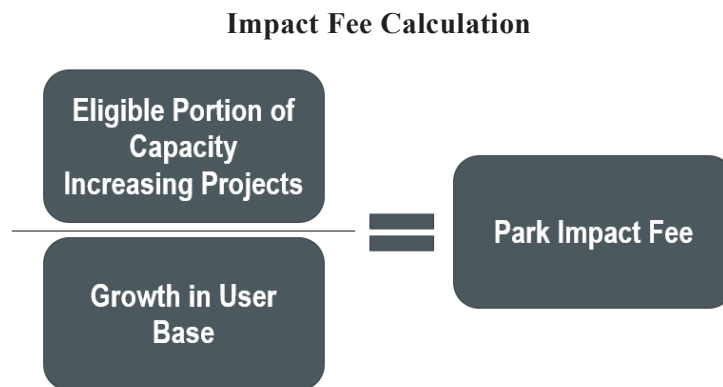 Impact Fee Calculation
Eligible Portion of
Capacity
Increasing Projects
Growth in User
Base
Park Impact Fee